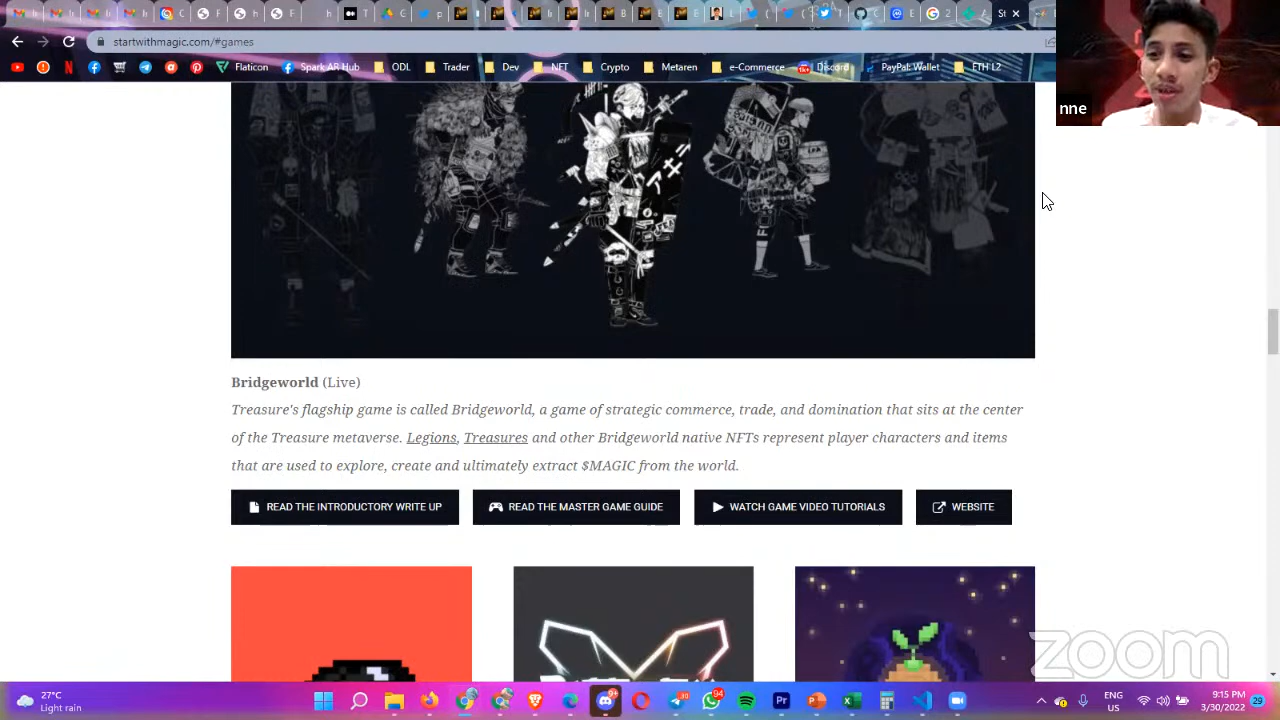 startwithmagic.com/#games
Flaticon
Spark AR Hub
ODL
Trader
Dev
NFT
Crypto
Metaren
e-Commerce
Discord
PayPal: Wallet
ETH L2
nne
Bridgeworld (Live)
Treasure's flagship game is called Bridgeworld, a game of strategic commerce, trade, and domination that sits at the center
of the Treasure metaverse. Legions, Treasures and other Bridgeworld native NFTs represent player characters and items
that are used to explore, create and ultimately extract $MAGIC from the world.
READ THE INTRODUCTORY WRITE UP
READ THE MASTER GAME GUIDE
WATCH GAME VIDEO TUTORIALS
WEBSITE
zoom
27°C
Light rain
ENG
US
9:15 PM
3/30/2022